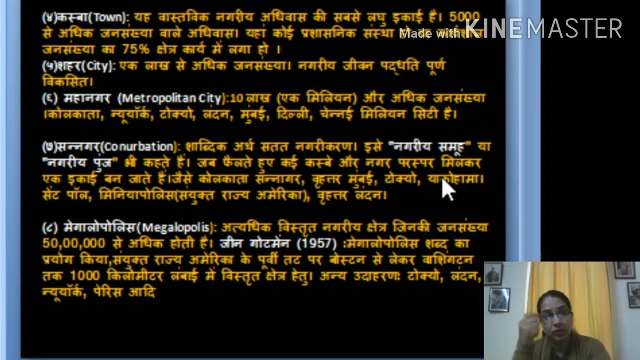 (४)कस्बा(Town): यह वास्तविक नगरीय अधिवास की सबसे लघु इकाई है। 5000
से अधिक जनसंख्या वाले अधिवास। यहां कोई प्रशासनिक संस्था
जनसंख्या का 75% क्षेत्र कार्य में लगा हो ।
(५)शहर(City): एक लाख से अधिक जनसंख्या। नगरीय जीवन पद्धति पूर्ण
विकसित।
(६) महानगर (Metropolitan City):10 लाख (एक मिलियन) और अधिक जनसंख्या
।कोलकाता, न्यूयॉर्क, टोक्यो, लदन, मुंबई, दिल्ली, चेन्नई मिलियन सिटी है।
(७)सन्नगर(Conurbation): शाब्दिक अर्थ सतत नगरीकरण। इसे "नगरीय समूह" या
"नगरीय पुंज" भी कहते हैं। जब फैलते हुए कई कस्बे और नगर परस्पर मिलकर
एक इकाई बन जाते हैं।जैसे कोलकाता सन्नागर, वृहत्तर मुंबई, टोक्यो, याकोहामा।
सेंट पॉल, मिनियापोलिस(संयुक्त राज्य अमेरिका), वृहत्तर लदन।
(८) मेगालोपोलिस(Megalopolis): अत्यधिक विस्तृत नगरीय क्षेत्र जिनकी जनसंख्या
50,00,000 से अधिक होती है। जीन गोटमेन (1957) :मेगालोपोलिस शब्द का
प्रयोग किया,संयुक्त राज्य अमेरिका के पूर्वी तट पर बोस्टन से लेकर वाशिंगटन
तक 1000 किलोमीटर लंबाई में विस्तृत क्षेत्र हेतु। अन्य उदाहरण: टोक्यो, लदन,
न्यूयॉर्क, पेरिस आदि
Made with
KINEMASTER